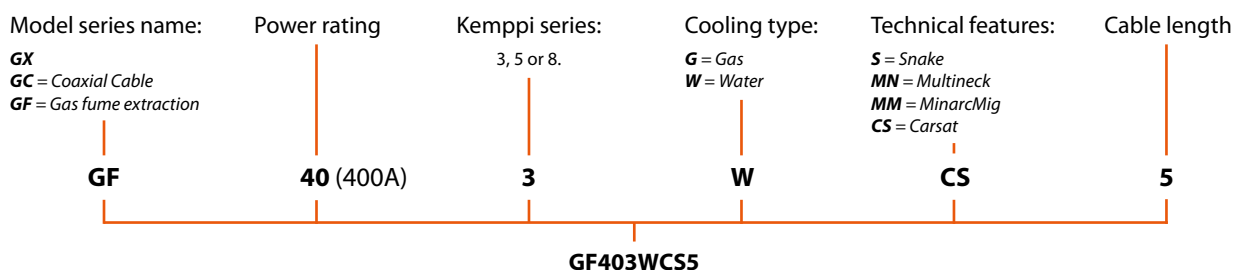 Model series name: Power rating Kemppi series: Cooling type: Technical features: Cable length
GX 3, 5 or 8. G = Gas S = Snake
GC = Coaxial Cable W = Water MN = Multineck
GF = Gas fume extraction MM = MinarcMig
CS = Carsat
GF 40 (400A) 3 W CS 5
GF403WCS5